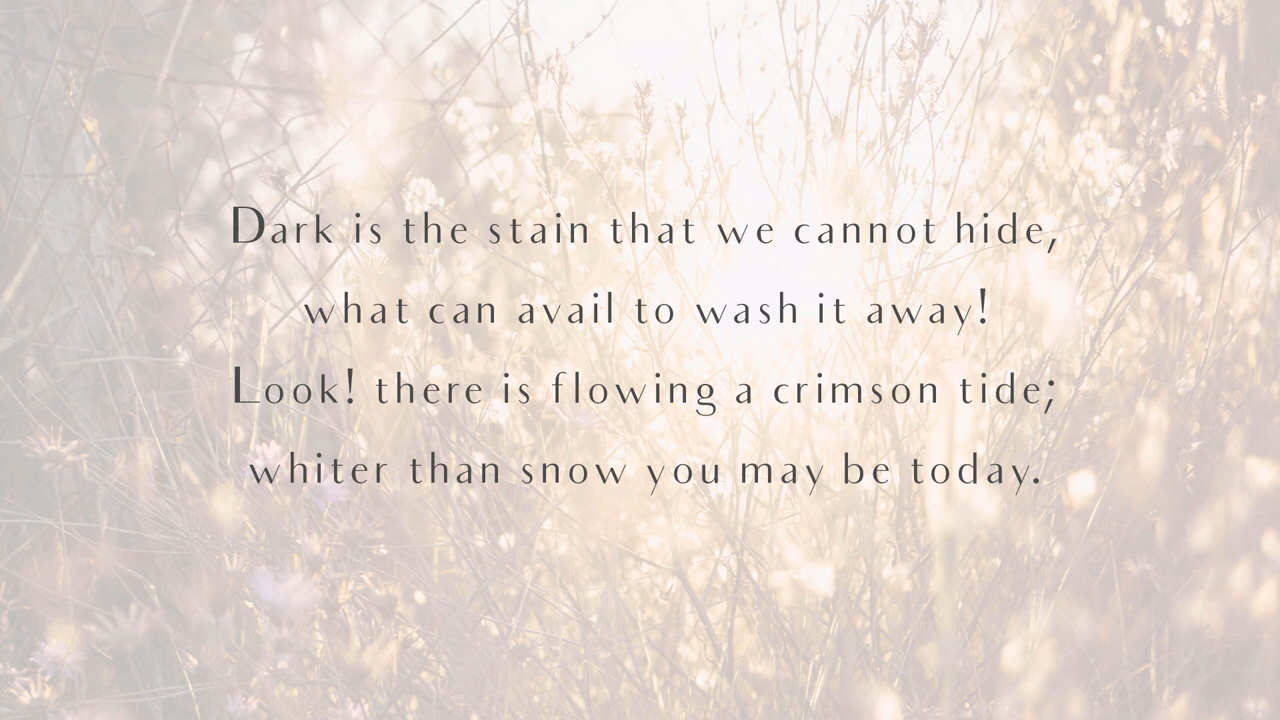 Dark is the stain that we cannot hide,
what can avail to wash it away!
Look! there is flowing a crimson tide;
whiter than snow you may be today.